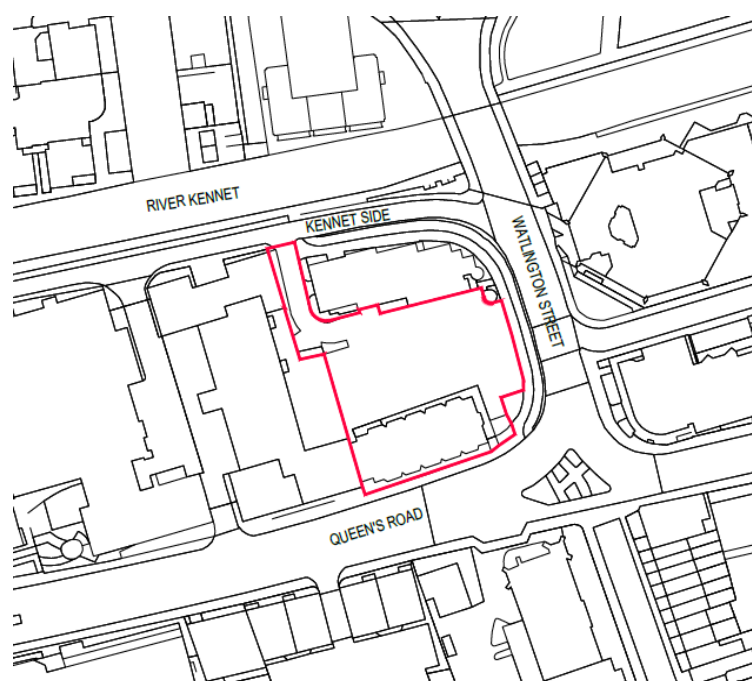 RIVER KENNET
KENNET SIDE
WATLINGTON STREET
QUEEN'S ROAD